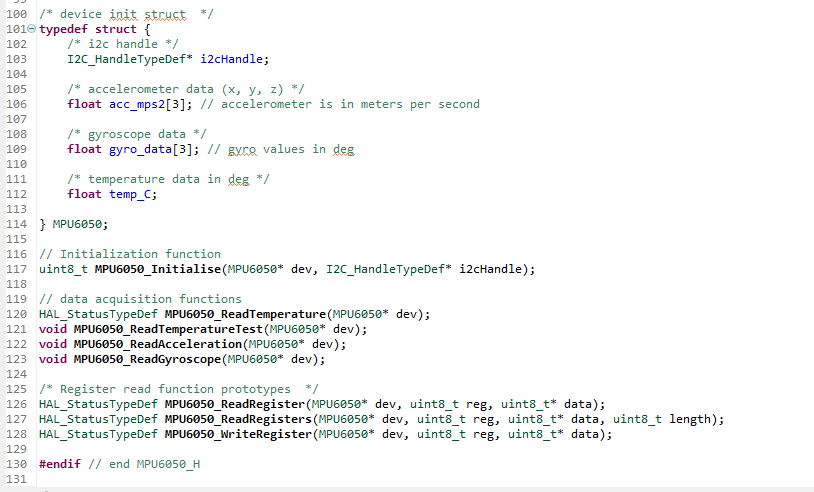 100 /* device init struct  */
101 typedef struct {
102     /* i2c handle */
103     I2C_HandleTypeDef* i2cHandle;
104
105     /* accelerometer data (x, y, z) */
106     float acc_mps2[3]; // accelerometer is in meters per second
107
108     /* gyroscope data */
109     float gyro_data[3]; // gyro values in deg
110
111     /* temperature data in deg */
112     float temp_C;
113
114 } MPU6050;
115
116 // Initialization function
117 uint8_t MPU6050_Initialise(MPU6050* dev, I2C_HandleTypeDef* i2cHandle);
118
119 // data acquisition functions
120 HAL_StatusTypeDef MPU6050_ReadTemperature(MPU6050* dev);
121 void MPU6050_ReadTemperatureTest(MPU6050* dev);
122 void MPU6050_ReadAcceleration(MPU6050* dev);
123 void MPU6050_ReadGyroscope(MPU6050* dev);
124
125 /* Register read function prototypes  */
126 HAL_StatusTypeDef MPU6050_ReadRegister(MPU6050* dev, uint8_t reg, uint8_t* data);
127 HAL_StatusTypeDef MPU6050_ReadRegisters(MPU6050* dev, uint8_t reg, uint8_t* data, uint8_t length);
128 HAL_StatusTypeDef MPU6050_WriteRegister(MPU6050* dev, uint8_t reg, uint8_t* data);
129
130 #endif // end MPU6050_H
131